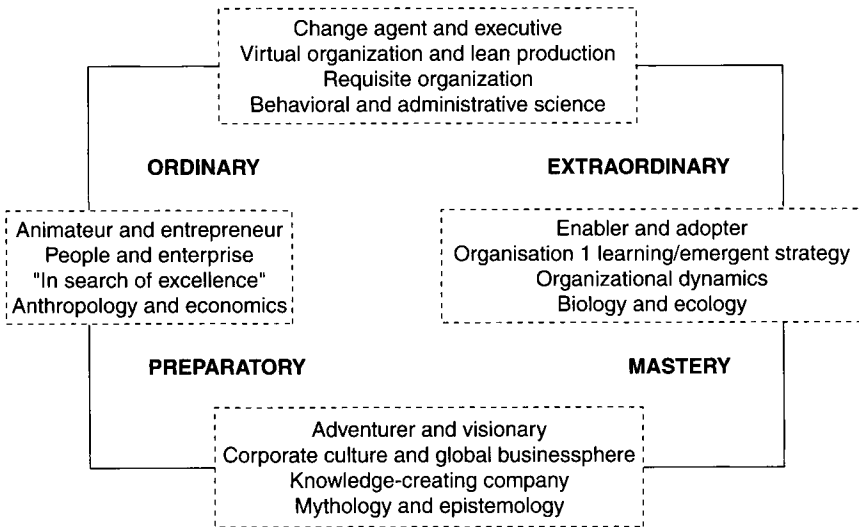 Change agent and executive
Virtual organization and lean production
Requisite organization
Behavioral and administrative science
ORDINARY
EXTRAORDINARY
Animateur and entrepreneur
People and enterprise
"In search of excellence"
Anthropology and economics
Enabler and adopter
Organisation 1 learning/emergent strategy
Organizational dynamics
Biology and ecology
PREPARATORY
MASTERY
Adventurer and visionary
Corporate culture and global businessphere
Knowledge-creating company
Mythology and epistemology